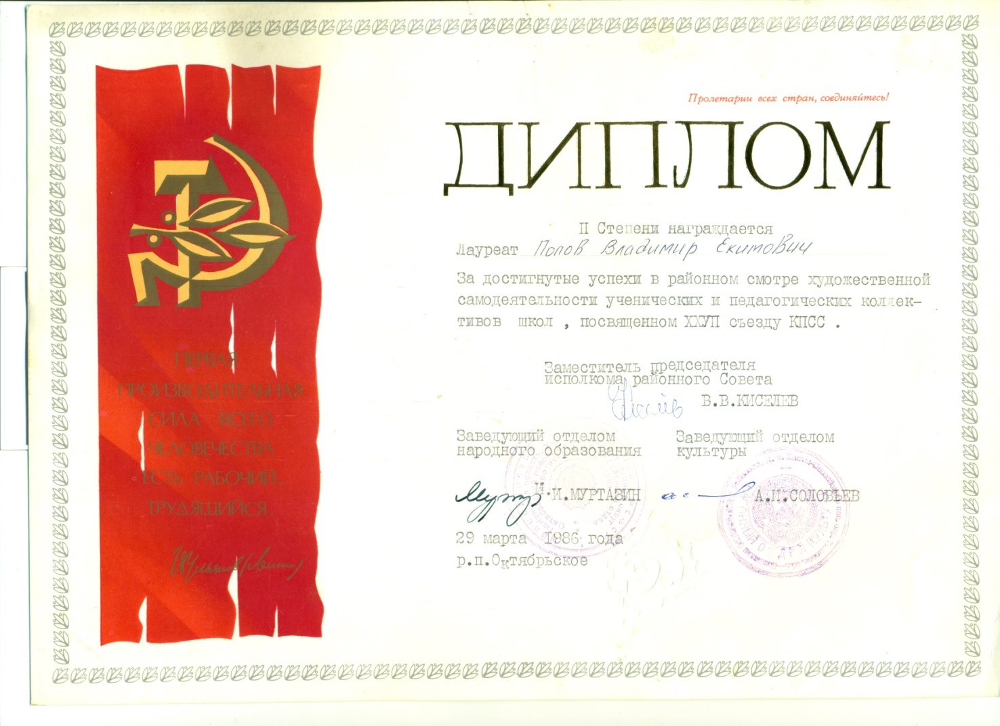 Пролетарии всех стран, соединяйтесь!
ДИПЛОМ
II Степени награждается
Лауреат Попов Владимир Екимович
За достигнутые успехи в районном смотре художественной
самодеятельности ученических и педагогических коллек-
тивов школ , посвященном ХХУП съезду КПСС .
Заместитель председателя
исполкома районного Совета
В.В.КИСЕЛЕВ
Заведующий отделом
народного образования
И.И.МУРТАЗИН
Заведующий отделом
культуры
А.И.СОЛОВЬЕВ
29 марта 1986 года
р.п.Октябрьское
ПЕРВАЯ
ПРОИЗВОДИТЕЛЬНАЯ
СИЛА ВСЕГО
ЧЕЛОВЕЧЕСТВА
ЕСТЬ РАБОЧИЙ,
ТРУДЯЩИЙСЯ.
В Ульянов (Ленин)